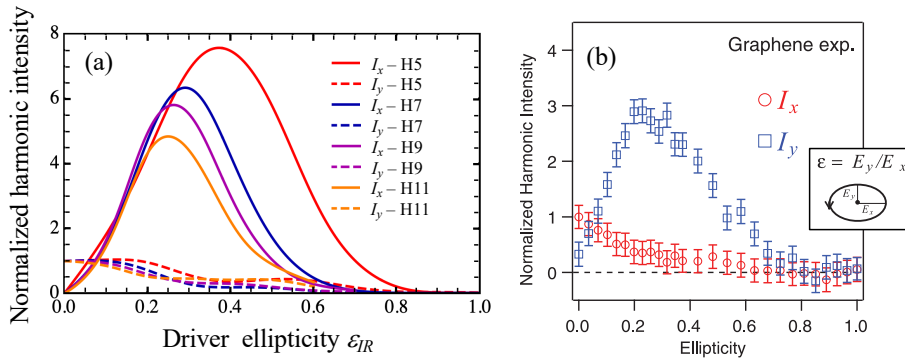 (a)
Normalized harmonic intensity
8
6
4
2
0
0.0 0.2 0.4 0.6 0.8 1.0
Driver ellipticity ε_IR
I_x – H5
I_y – H5
I_x – H7
I_y – H7
I_x – H9
I_y – H9
I_x – H11
I_y – H11
(b)
Graphene exp.
Normalized Harmonic Intensity
4
3
2
1
0
0.0 0.2 0.4 0.6 0.8 1.0
Ellipticity
I_x
I_y
ε = E_y/E_x
E_y
E_x